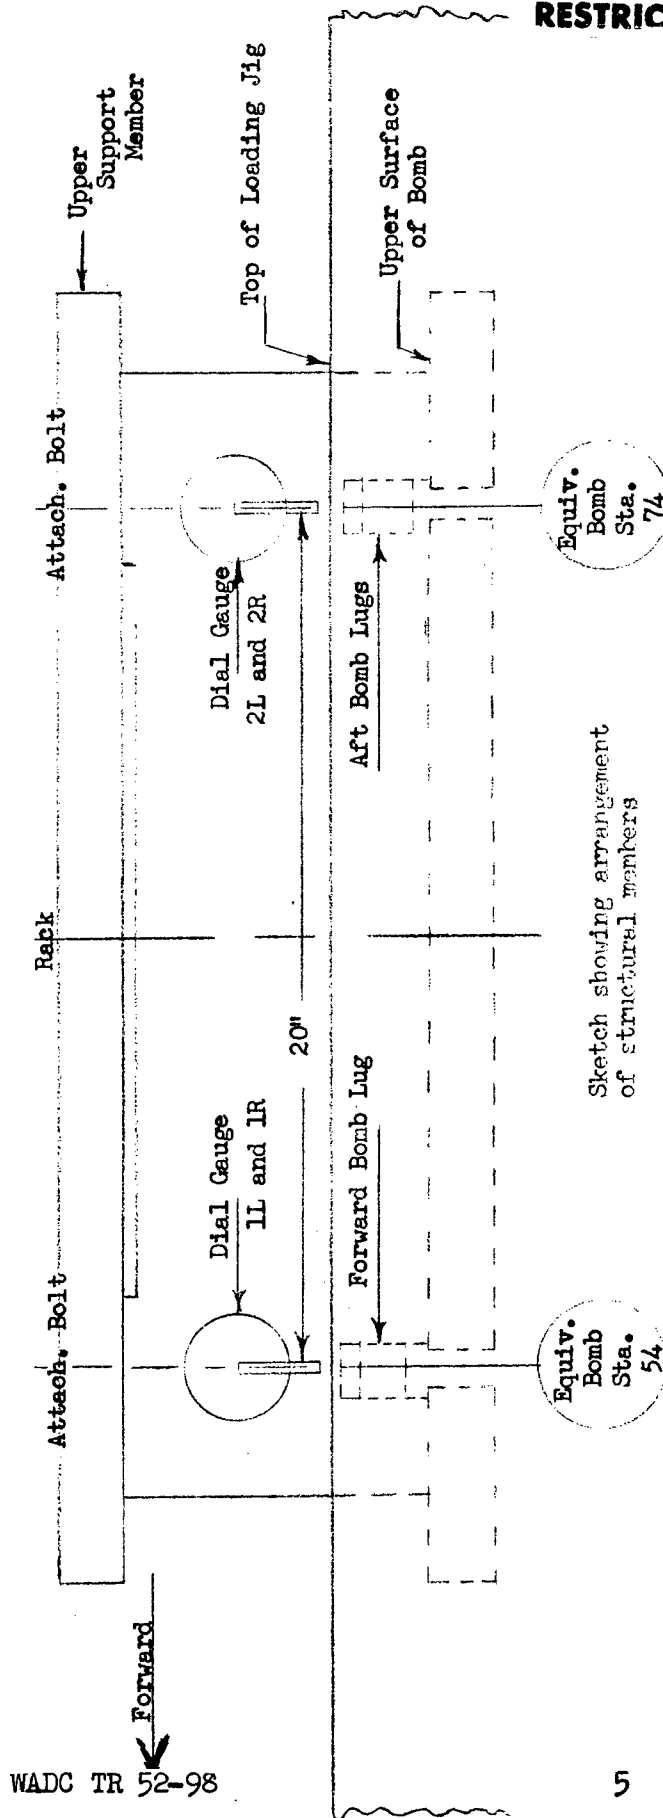 RESTRIC
Upper
Support
Member
Top of Loading Jig
Upper Surface
of Bomb
Attach. Bolt
Dial Gauge
2L and 2R
Aft Bomb Lugs
Equiv.
Bomb
Sta.
74
Rack
20"
Sketch showing arrangement
of structural members
Attach. Bolt
Dial Gauge
1L and 1R
Forward Bomb Lug
Equiv.
Bomb
Sta.
54
Forward
WADC TR 52-98
5